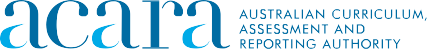 acara
AUSTRALIAN CURRICULUM,
ASSESSMENT AND
REPORTING AUTHORITY